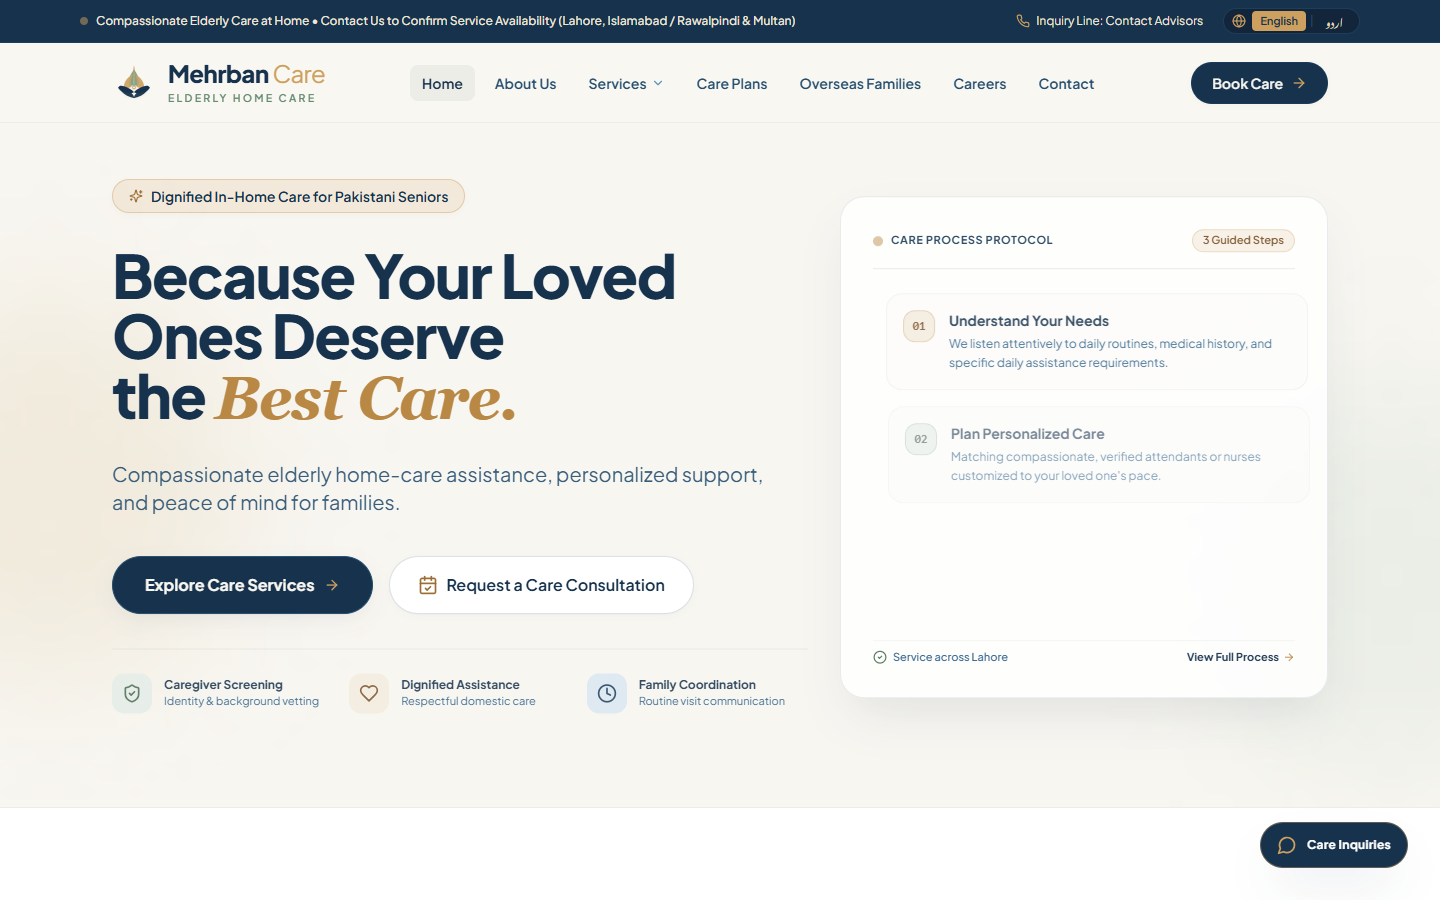 Compassionate Elderly Care at Home • Contact Us to Confirm Service Availability (Lahore, Islamabad / Rawalpindi & Multan)
Inquiry Line: Contact Advisors
English
اردو
Mehrban Care
ELDERLY HOME CARE
Home
About Us
Services
Care Plans
Overseas Families
Careers
Contact
Book Care
Dignified In-Home Care for Pakistani Seniors
Because Your Loved
Ones Deserve
the Best Care.
Compassionate elderly home-care assistance, personalized support,
and peace of mind for families.
Explore Care Services
Request a Care Consultation
Caregiver Screening
Identity & background vetting
Dignified Assistance
Respectful domestic care
Family Coordination
Routine visit communication
CARE PROCESS PROTOCOL
3 Guided Steps
01
Understand Your Needs
We listen attentively to daily routines, medical history, and
specific daily assistance requirements.
02
Plan Personalized Care
Matching compassionate, verified attendants or nurses
customized to your loved one's pace.
Service across Lahore
View Full Process
Care Inquiries